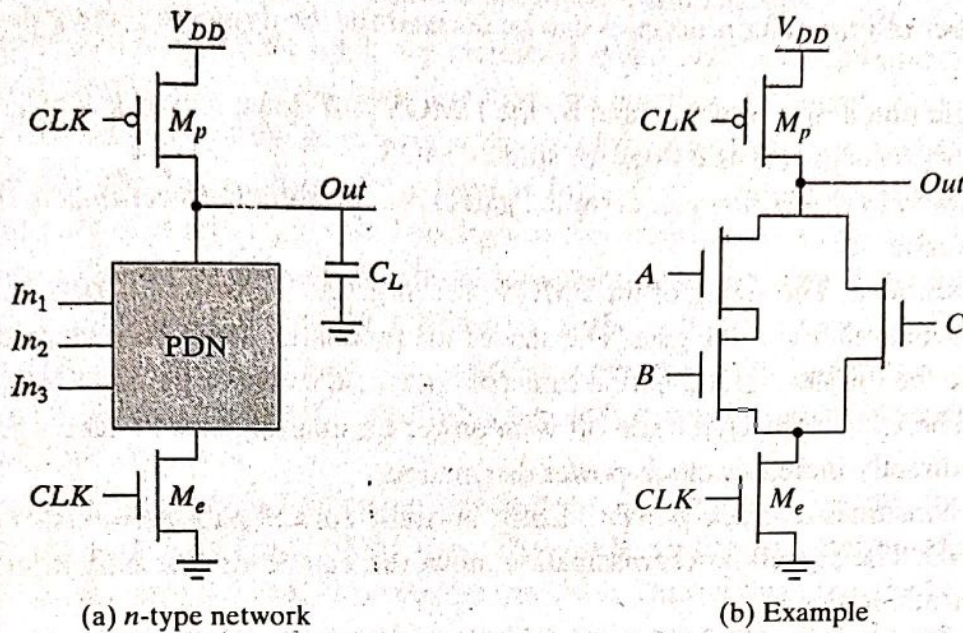 V_DD
CLK
M_p
Out
C_L
In_1
In_2
In_3
PDN
CLK
M_e
(a) n-type network
V_DD
CLK
M_p
Out
A
B
C
CLK
M_e
(b) Example